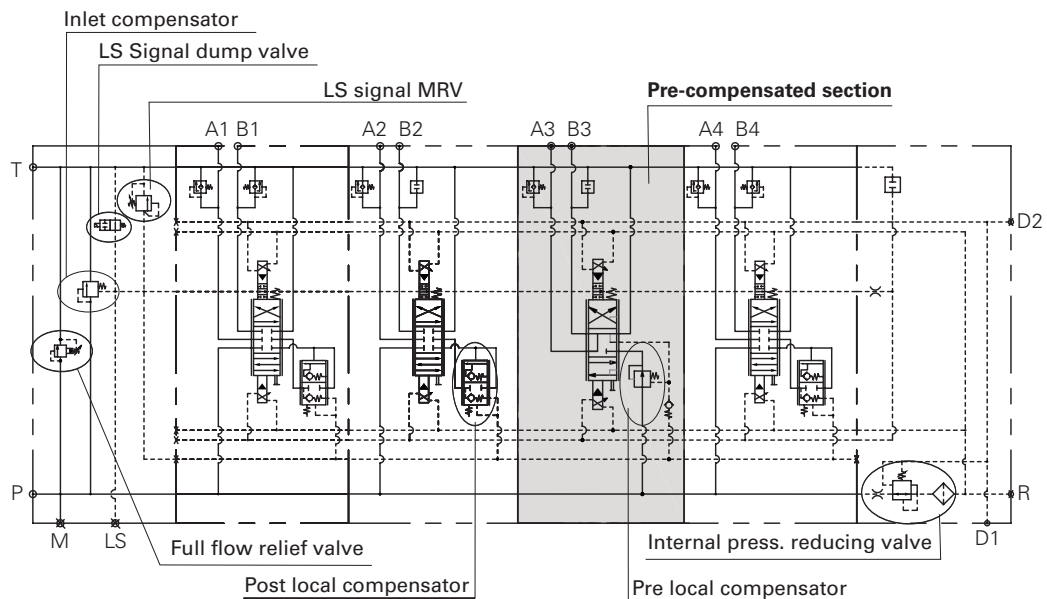 Inlet compensator
LS Signal dump valve
LS signal MRV
Pre-compensated section
A1 B1 A2 B2 A3 B3 A4 B4
T
D2
P
R
M LS D1
Full flow relief valve
Internal press. reducing valve
Post local compensator
Pre local compensator